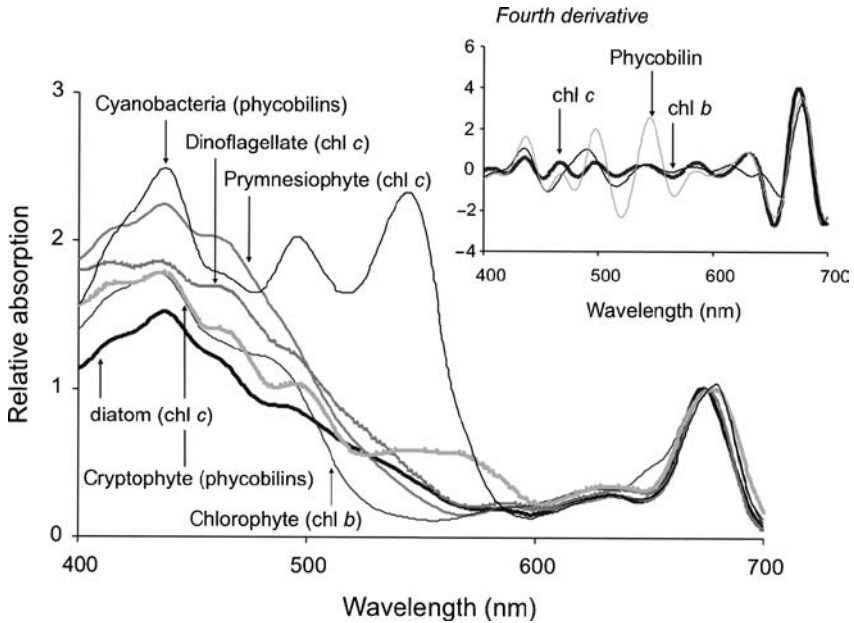 Fourth derivative
6
4
2
0
−2
−4
Phycobilin
chl c
chl b
400
500
600
700
Wavelength (nm)
3
2
1
0
Relative absorption
Cyanobacteria (phycobilins)
Dinoflagellate (chl c)
Prymnesiophyte (chl c)
diatom (chl c)
Cryptophyte (phycobilins)
Chlorophyte (chl b)
400
500
600
700
Wavelength (nm)